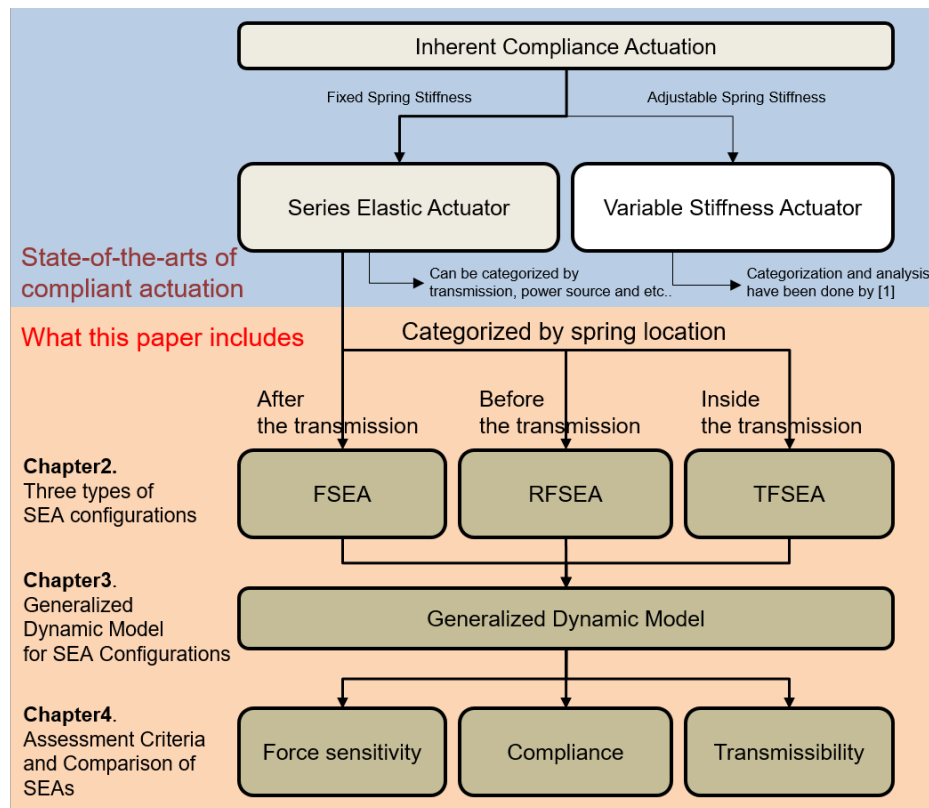 Inherent Compliance Actuation
Fixed Spring Stiffness
Adjustable Spring Stiffness
Series Elastic Actuator
Variable Stiffness Actuator
State-of-the-arts of
compliant actuation
Can be categorized by
transmission, power source and etc..
Categorization and analysis
have been done by [1]
What this paper includes
Categorized by spring location
After
the transmission
Before
the transmission
Inside
the transmission
Chapter2.
Three types of
SEA configurations
FSEA
RFSEA
TFSEA
Chapter3.
Generalized
Dynamic Model
for SEA Configurations
Generalized Dynamic Model
Chapter4.
Assessment Criteria
and Comparison of
SEAs
Force sensitivity
Compliance
Transmissibility